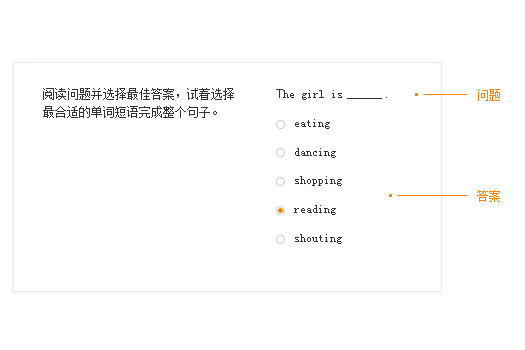 阅读问题并选择最佳答案，试着选择
最合适的单词短语完成整个句子。
The girl is ______.
eating
dancing
shopping
reading
shouting
问题
答案